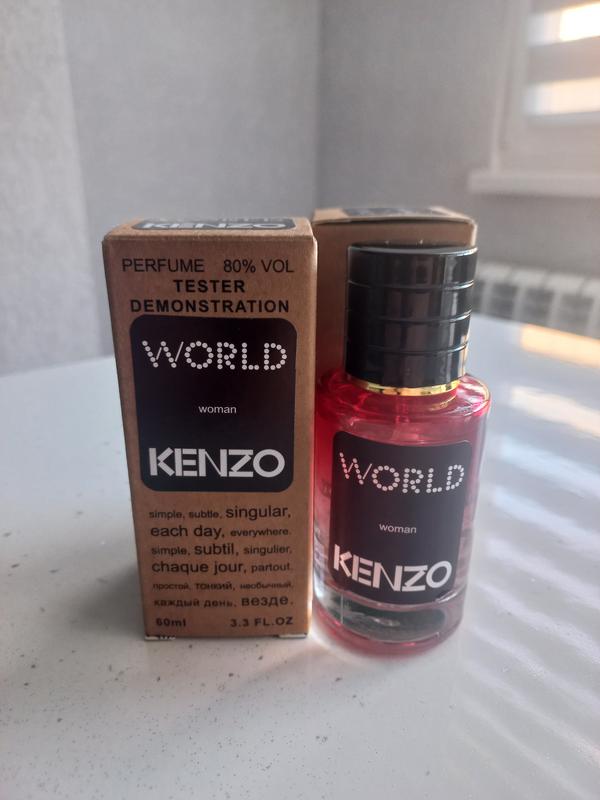 KENZO
PERFUME 80% VOL
TESTER
DEMONSTRATION
WORLD
woman
KENZO
simple, subtle, singular,
each day, everywhere.
simple, subtil, singulier,
chaque jour, partout.
простой, тонкий, необычный,
каждый день, везде.
60ml 3.3 FL.OZ
WORLD
woman
KENZO